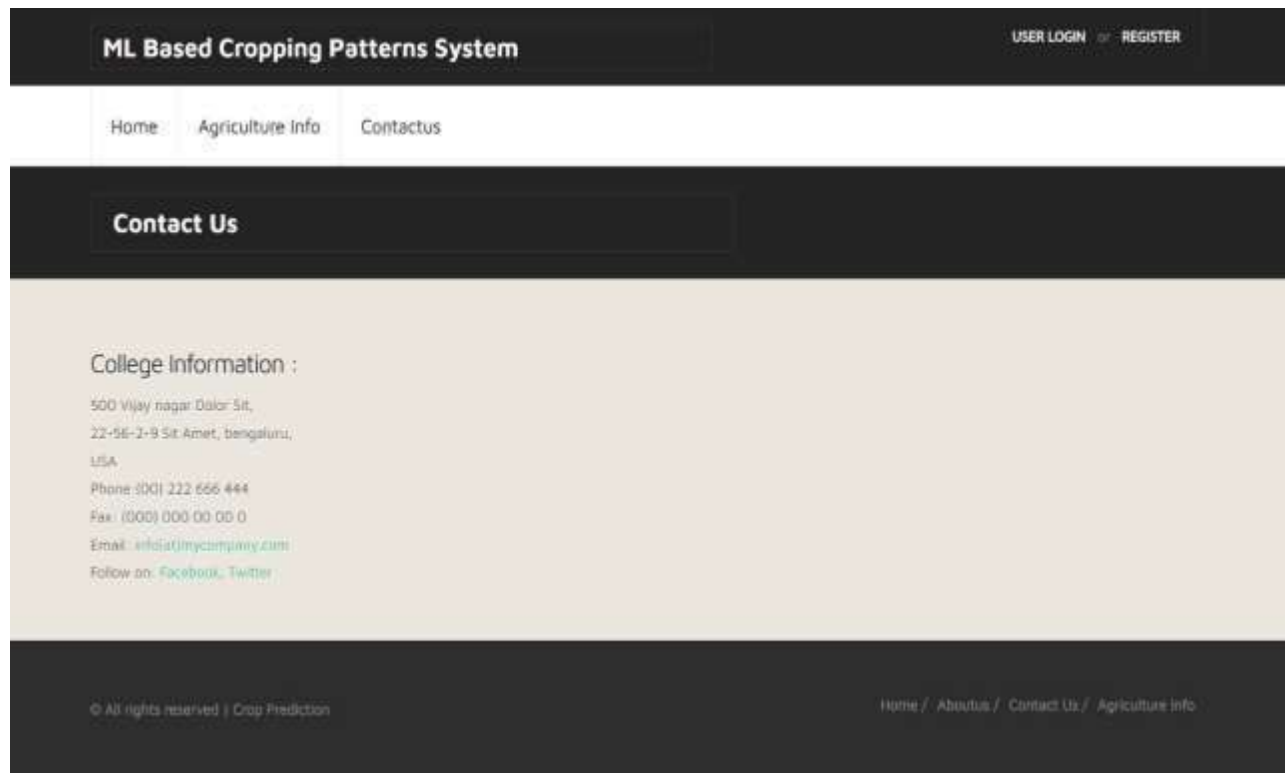 ML Based Cropping Patterns System
USER LOGIN or REGISTER
Home
Agriculture Info
Contactus
Contact Us
College Information :
500 Vijay nagar Dolor Sit,
22-56-2-9 Sit Amet, bengaluru,
USA
Phone:(00) 222 666 444
Fax: (000) 000 00 00 0
Email: info(at)mycompany.com
Follow on: Facebook, Twitter
© All rights reserved | Crop Prediction
Home / Aboutus / Contact Us / Agriculture Info